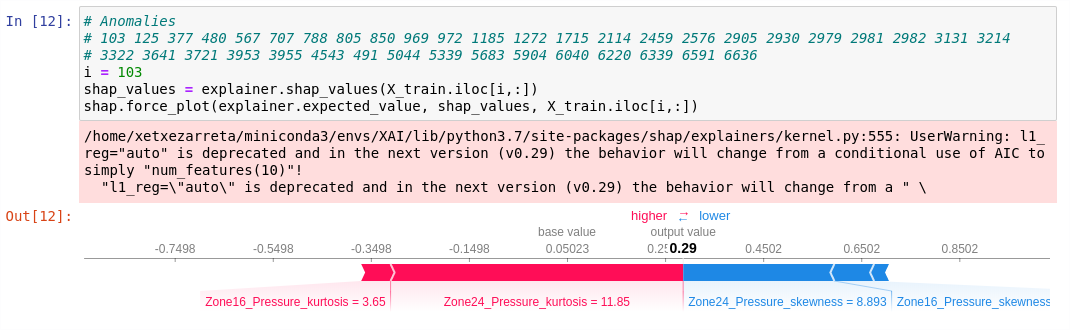 In [12]:
# Anomalies
# 103 125 377 480 567 707 788 805 850 969 972 1185 1272 1715 2114 2459 2576 2905 2930 2979 2981 2982 3131 3214
# 3322 3641 3721 3953 3955 4543 491 5044 5339 5683 5904 6040 6220 6339 6591 6636
i = 103
shap_values = explainer.shap_values(X_train.iloc[i,:])
shap.force_plot(explainer.expected_value, shap_values, X_train.iloc[i,:])
/home/xetxezarreta/miniconda3/envs/XAI/lib/python3.7/site-packages/shap/explainers/kernel.py:555: UserWarning: l1_
reg="auto" is deprecated and in the next version (v0.29) the behavior will change from a conditional use of AIC to
simply "num_features(10)"!
"l1_reg=\"auto\" is deprecated and in the next version (v0.29) the behavior will change from a " \
Out[12]:
higher ⇄ lower
base value output value
-0.7498 -0.5498 -0.3498 -0.1498 0.05023 0.25 0.29 0.4502 0.6502 0.8502
Zone16_Pressure_kurtosis = 3.65 Zone24_Pressure_kurtosis = 11.85 Zone24_Pressure_skewness = 8.893 Zone16_Pressure_skewness